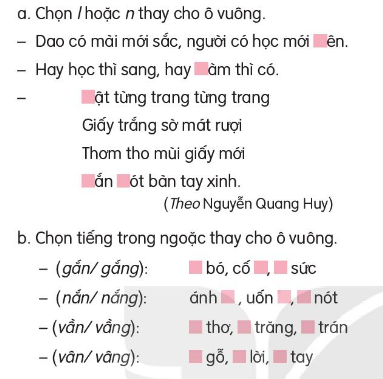 a. Chọn l hoặc n thay cho ô vuông.
– Dao có mài mới sắc, người có học mới ên.
– Hay học thì sang, hay àm thì có.
– ật từng trang từng trang
Giấy trắng sờ mát rượi
Thơm tho mùi giấy mới
ắn ót bàn tay xinh.
(Theo Nguyễn Quang Huy)
b. Chọn tiếng trong ngoặc thay cho ô vuông.
– (gắn/ gắng): bó, cố , sức
– (nắn/ nắng): ánh , uốn , nót
– (vần/ vầng): thơ, trăng, trán
– (vân/ vâng): gỗ, lời, tay